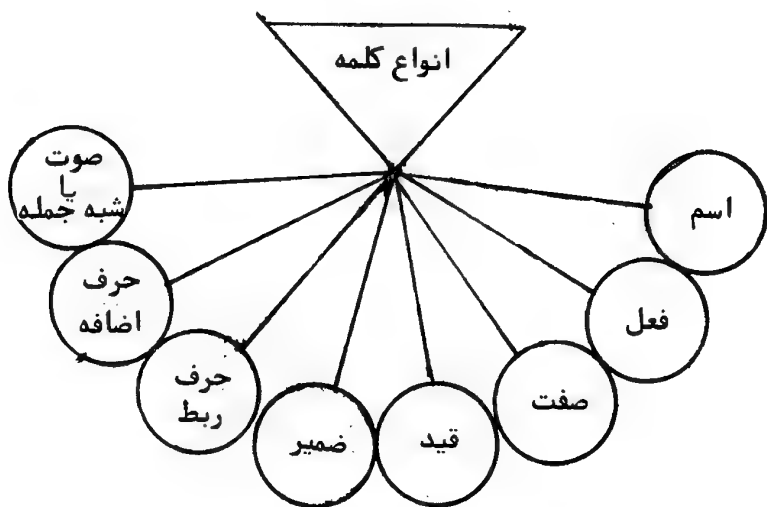 انواع کلمه
اسم
فعل
صفت
قید
ضمیر
حرف
ربط
حرف
اضافه
صوت
یا
شبه جمله